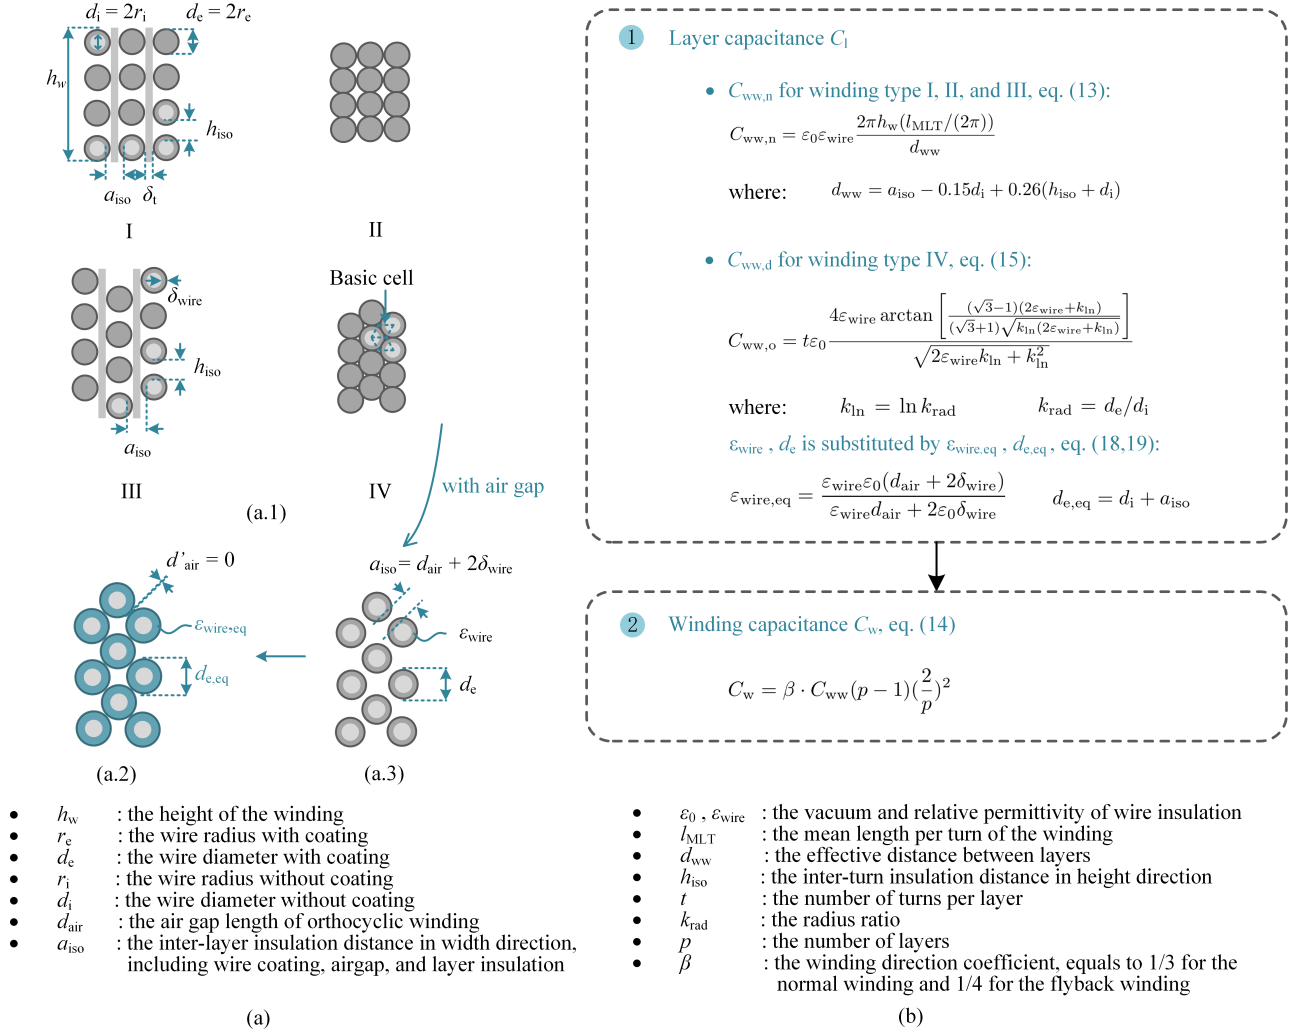 dᵢ = 2rᵢ
dₑ = 2rₑ
h_w
h_iso
a_iso
δ_t
I
II
δ_wire
h_iso
a_iso
III
Basic cell
IV
with air gap
(a.1)
d'_air = 0
ε_wire,eq
d_e,eq
(a.2)
a_iso = d_air + 2δ_wire
ε_wire
d_e
(a.3)
• h_w : the height of the winding
• r_e : the wire radius with coating
• d_e : the wire diameter with coating
• r_i : the wire radius without coating
• d_i : the wire diameter without coating
• d_air : the air gap length of orthocyclic winding
• a_iso : the inter-layer insulation distance in width direction,
including wire coating, airgap, and layer insulation
(a)
1 Layer capacitance C_l
• C_ww,n for winding type I, II, and III, eq. (13):
C_ww,n = ε₀ε_wire 2πh_w(l_MLT/(2π)) / d_ww
where: d_ww = a_iso − 0.15d_i + 0.26(h_iso + d_i)
• C_ww,d for winding type IV, eq. (15):
C_ww,o = tε₀ 4ε_wire arctan [ (√3−1)(2ε_wire+k_ln) / (√3+1)√(k_ln(2ε_wire+k_ln)) ] / √(2ε_wire k_ln + k_ln²)
where: k_ln = ln k_rad k_rad = d_e/d_i
ε_wire , d_e is substituted by ε_wire,eq , d_e,eq , eq. (18,19):
ε_wire,eq = ε_wire ε₀(d_air + 2δ_wire) / ε_wire d_air + 2ε₀δ_wire d_e,eq = d_i + a_iso
2 Winding capacitance C_w, eq. (14)
C_w = β · C_ww(p − 1)(2/p)²
• ε₀ , ε_wire : the vacuum and relative permittivity of wire insulation
• l_MLT : the mean length per turn of the winding
• d_ww : the effective distance between layers
• h_iso : the inter-turn insulation distance in height direction
• t : the number of turns per layer
• k_rad : the radius ratio
• p : the number of layers
• β : the winding direction coefficient, equals to 1/3 for the
normal winding and 1/4 for the flyback winding
(b)